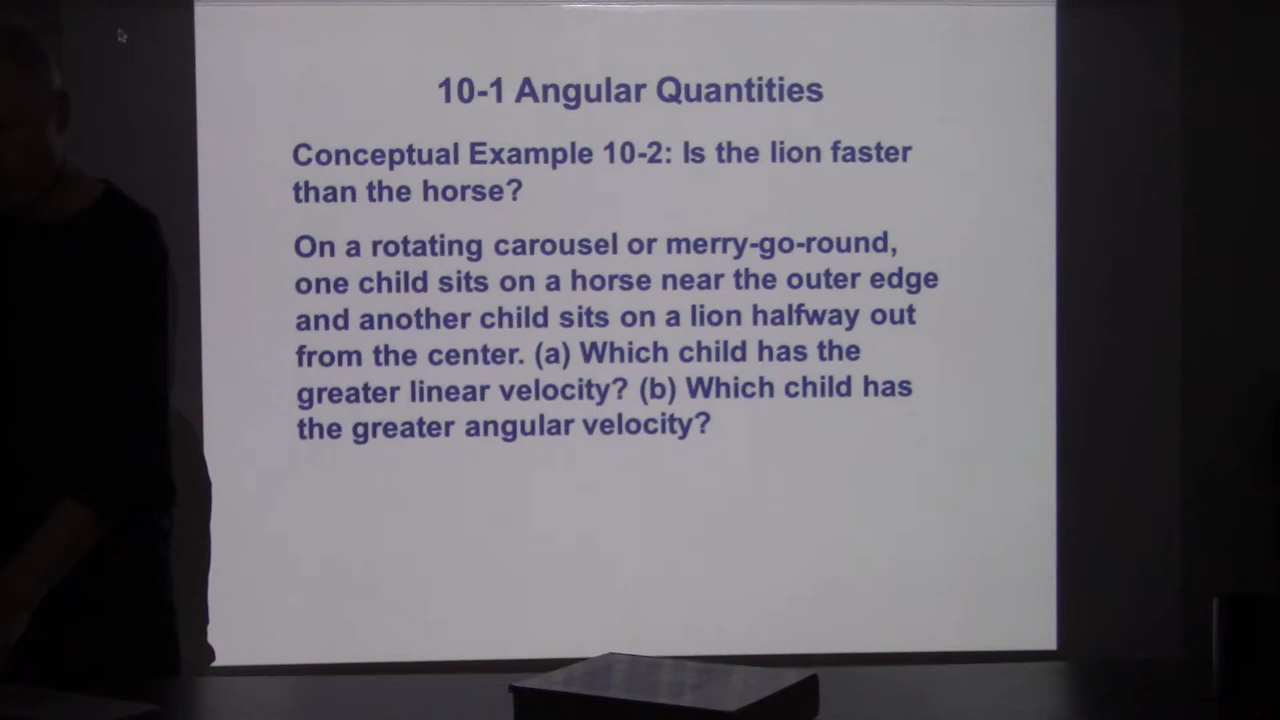 10-1 Angular Quantities
Conceptual Example 10-2: Is the lion faster
than the horse?
On a rotating carousel or merry-go-round,
one child sits on a horse near the outer edge
and another child sits on a lion halfway out
from the center. (a) Which child has the
greater linear velocity? (b) Which child has
the greater angular velocity?